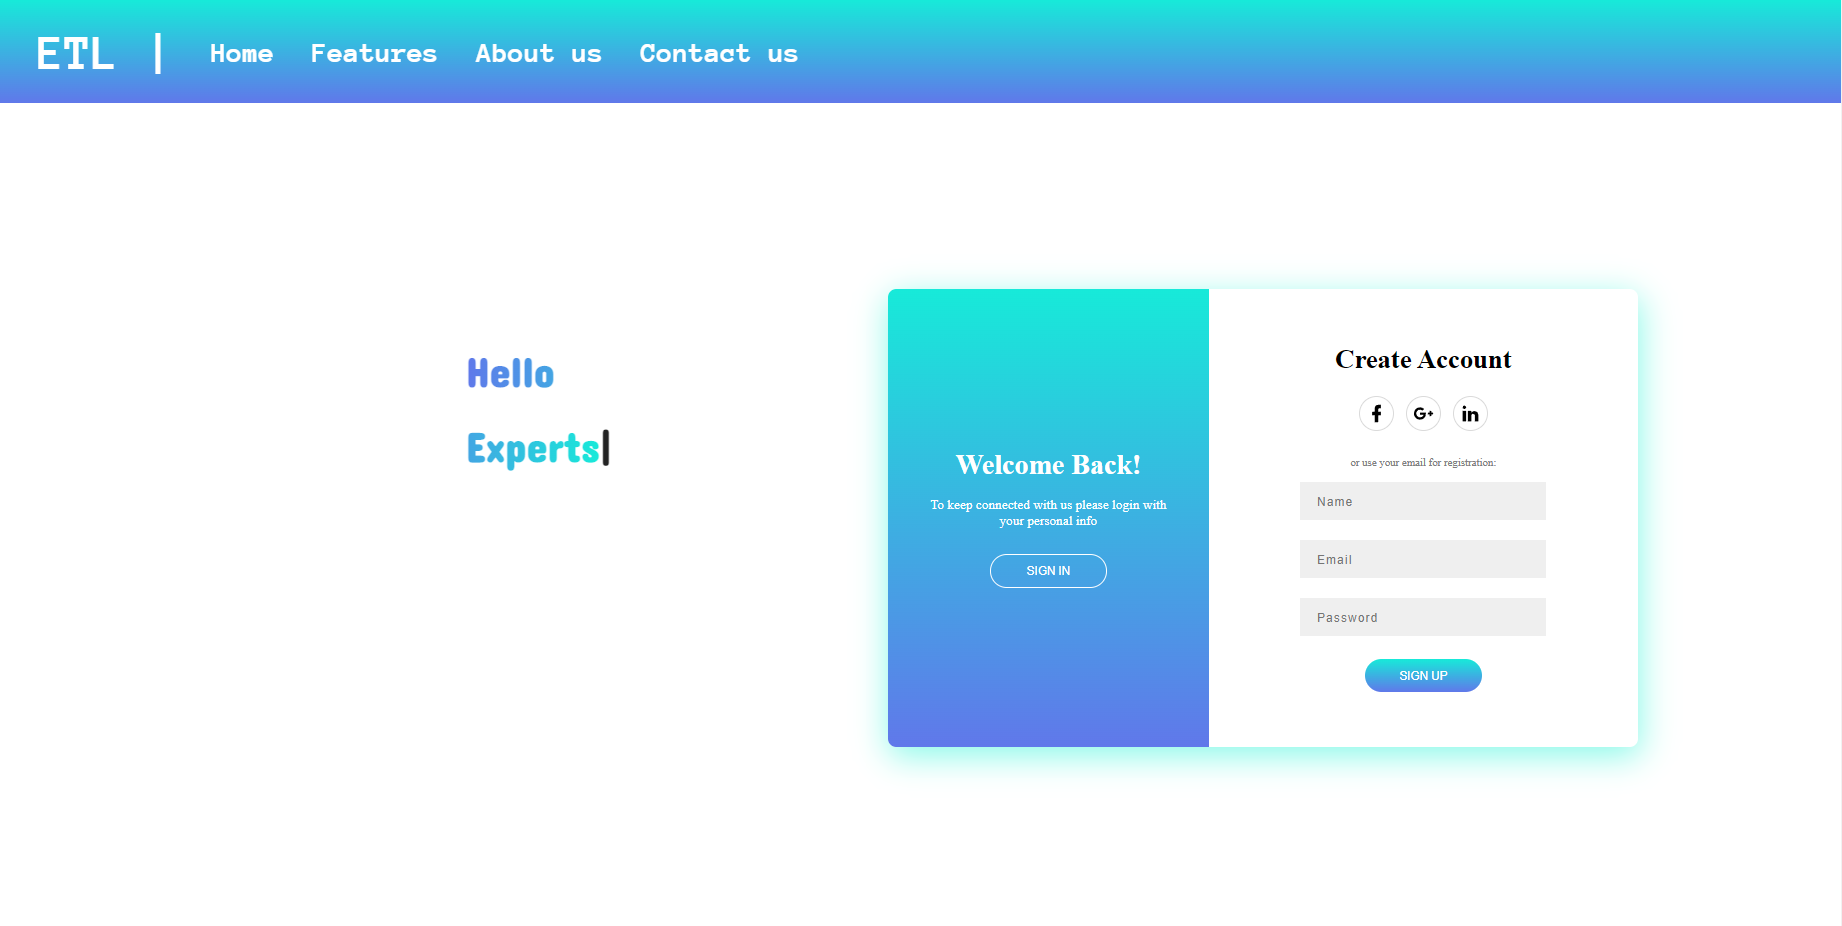 ETL | Home Features About us Contact us
Hello
Experts|
Welcome Back!
To keep connected with us please login with
your personal info
SIGN IN
Create Account
f G+ in
or use your email for registration:
Name
Email
Password
SIGN UP